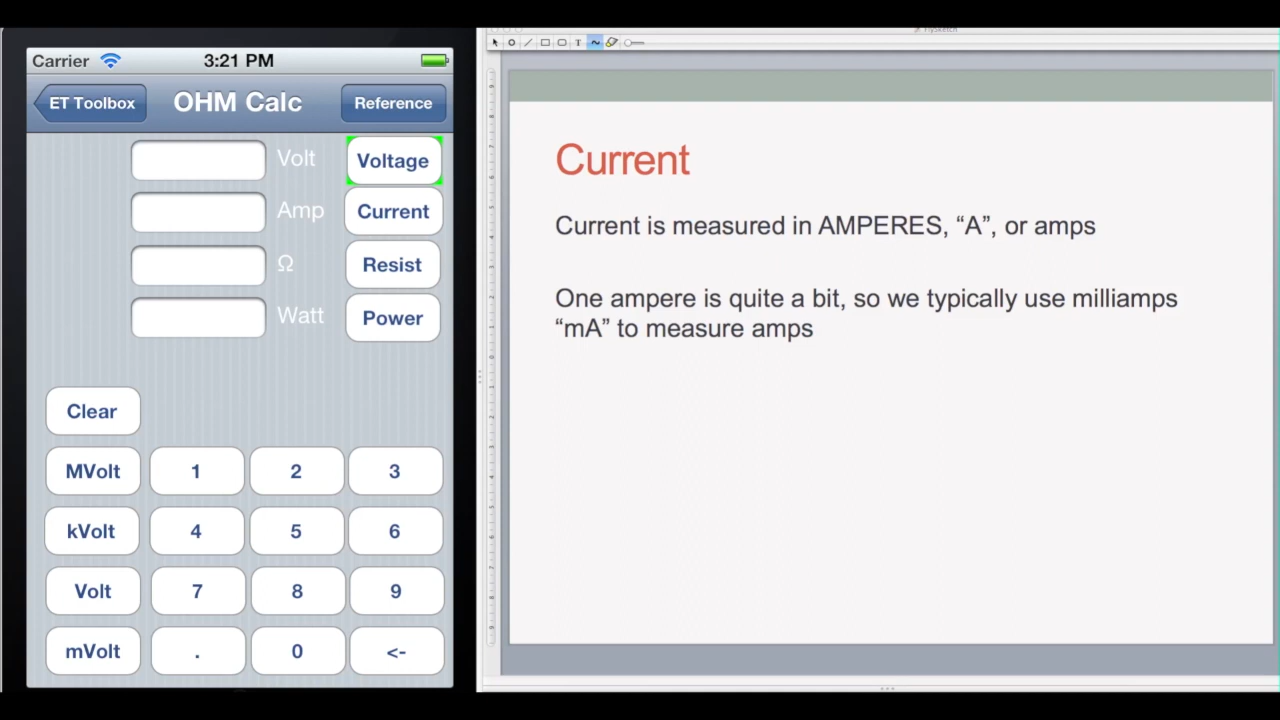 Carrier 3:21 PM
ET Toolbox OHM Calc Reference
Volt Voltage
Amp Current
Ω Resist
Watt Power
Clear
MVolt 1 2 3
kVolt 4 5 6
Volt 7 8 9
mVolt . 0 <-
FlySketch
T
Current
Current is measured in AMPERES, “A”, or amps
One ampere is quite a bit, so we typically use milliamps
“mA” to measure amps